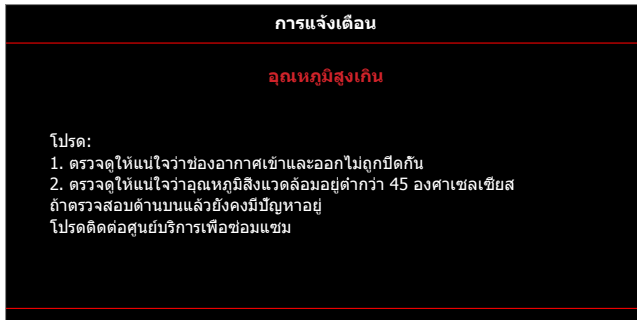 การแจ้งเตือน
อุณหภูมิสูงเกิน
โปรด:
1. ตรวจดูให้แน่ใจว่าช่องอากาศเข้าและออกไม่ถูกปิดกั้น
2. ตรวจดูให้แน่ใจว่าอุณหภูมิสิ่งแวดล้อมอยู่ต่ำกว่า 45 องศาเซลเซียส
ถ้าตรวจสอบด้านบนแล้วยังคงมีปัญหาอยู่
โปรดติดต่อศูนย์บริการเพื่อซ่อมแซม